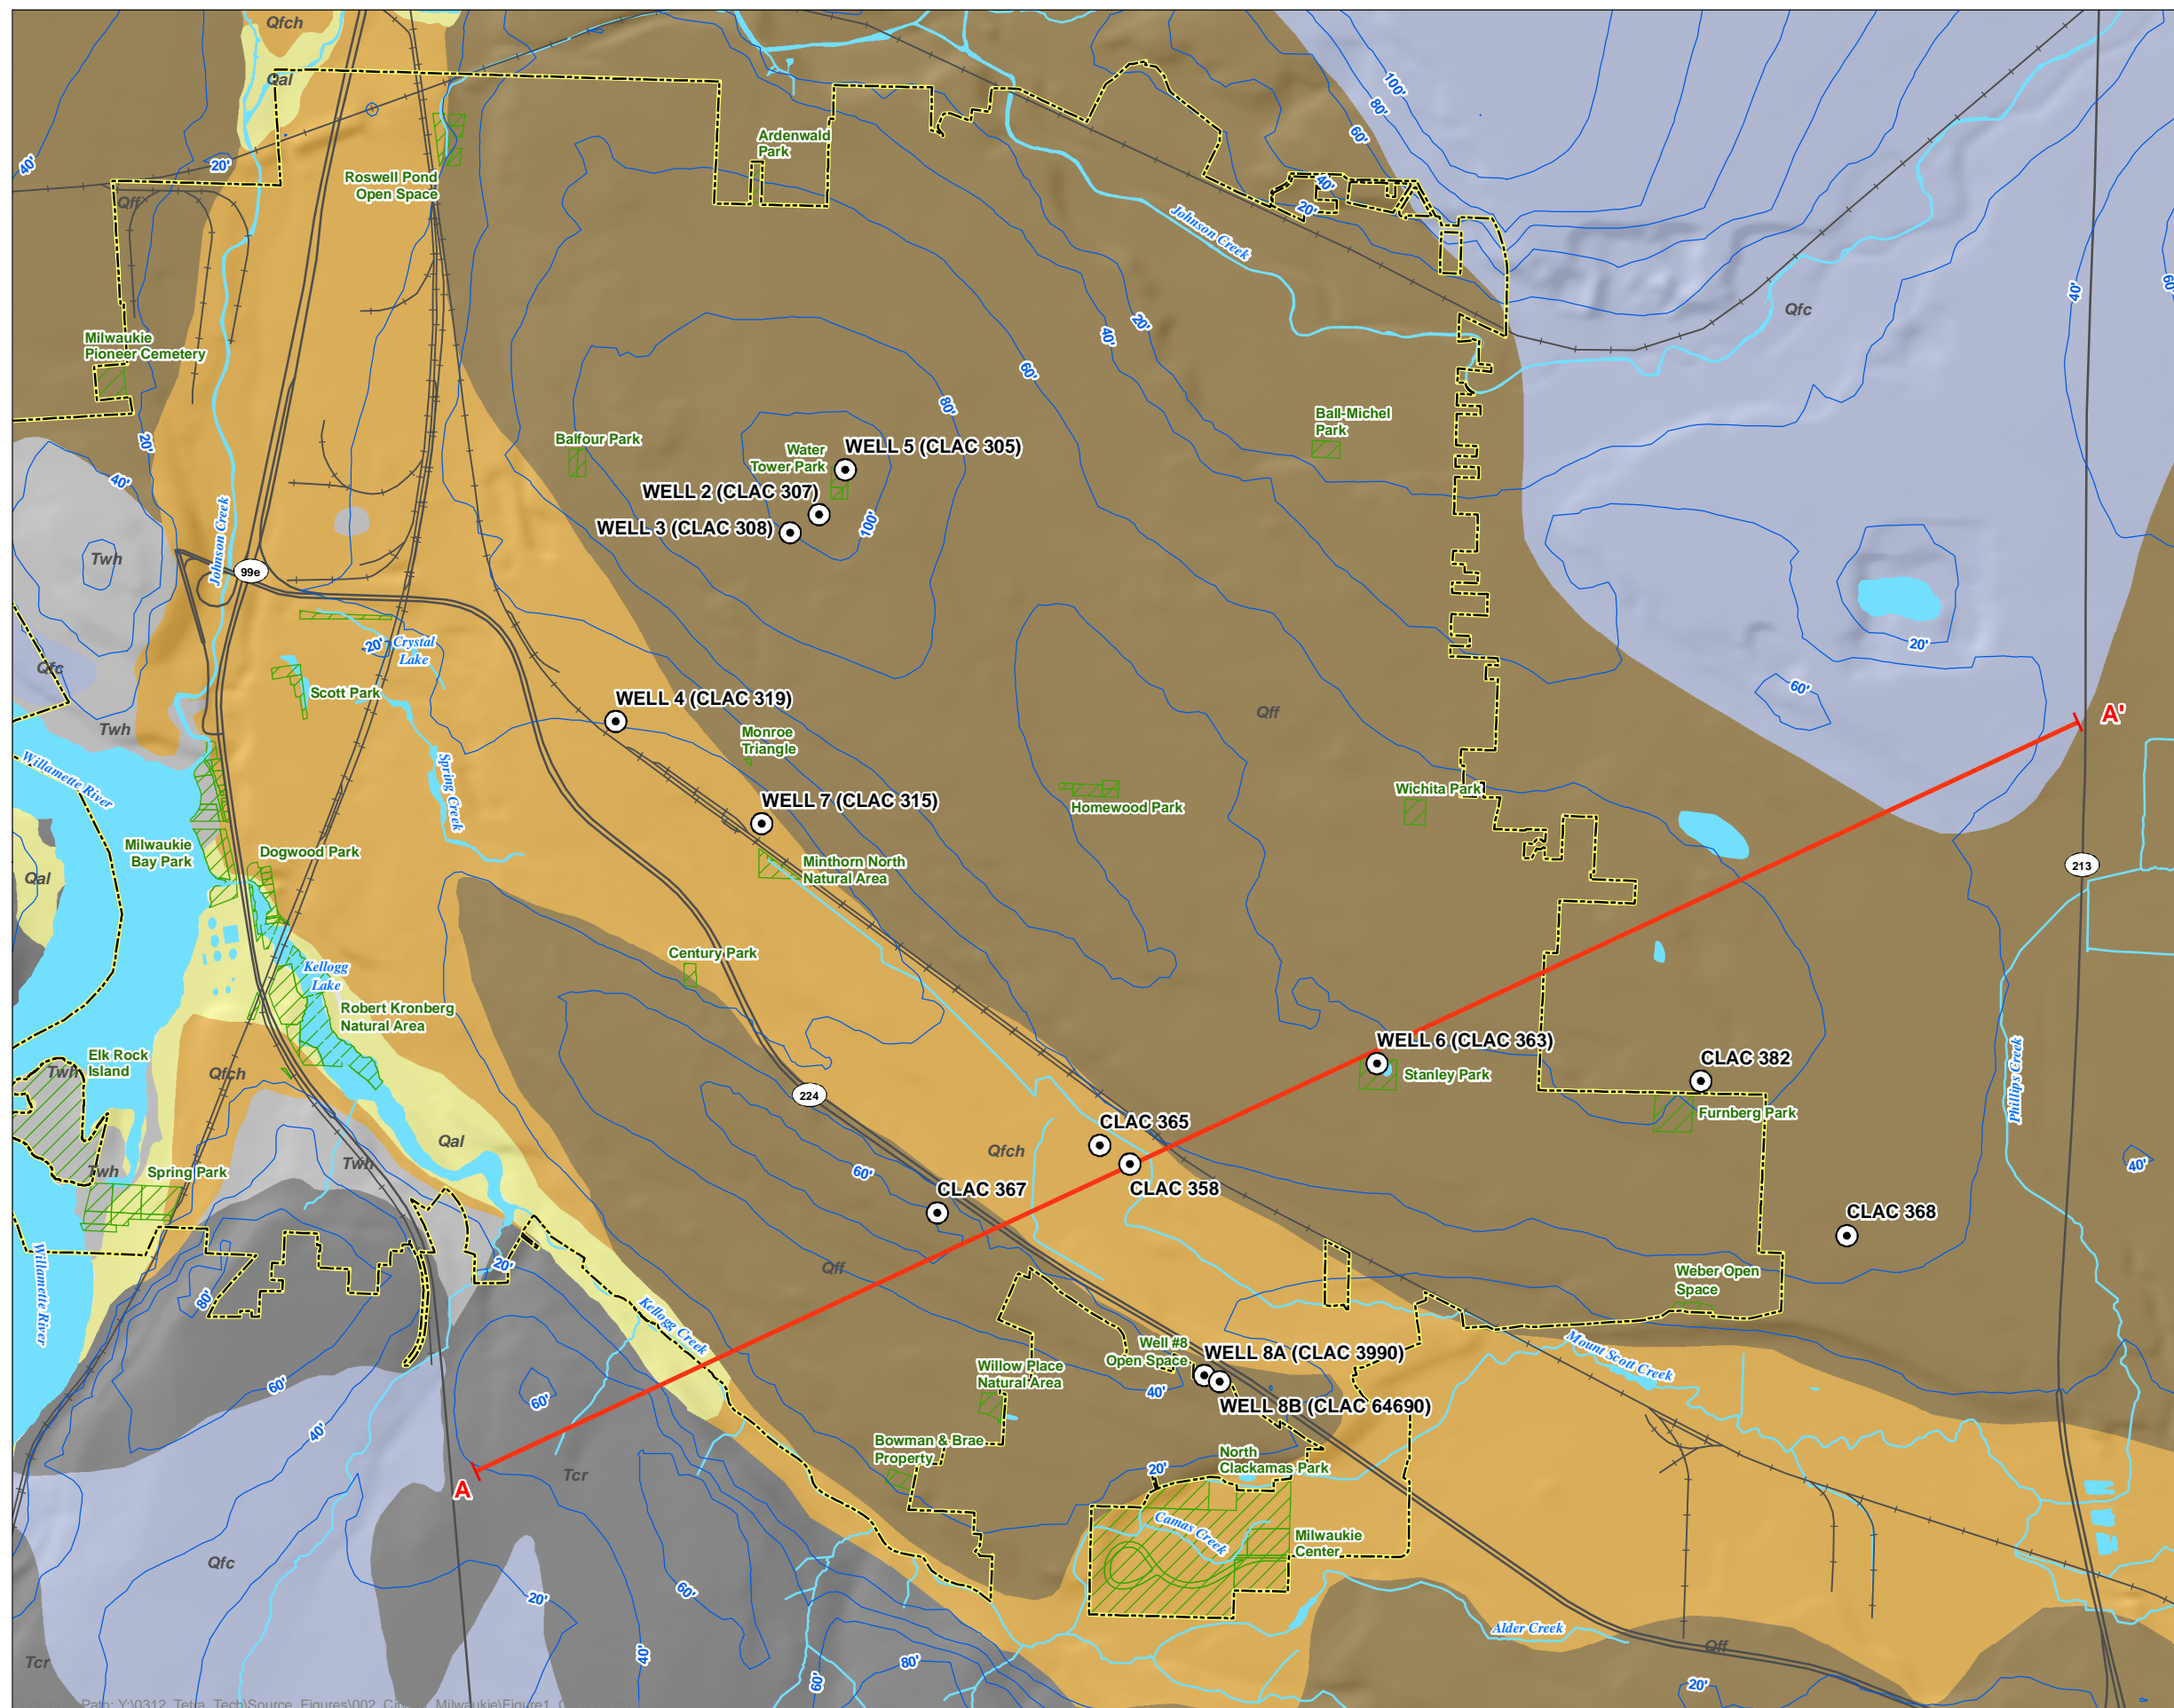 Qfch
Qal
100'
80'
60'
40'
20'
Ardenwald
Park
Roswell Pond
Open Space
40'
20'
Qff
Johnson Creek
40'
60'
Qfc
20'
40'
60'
80'
Milwaukie
Pioneer Cemetery
20'
40'
Balfour Park
Ball-Michel
Park
Water
Tower Park
WELL 5 (CLAC 305)
WELL 2 (CLAC 307)
WELL 3 (CLAC 308)
100'
Twh
Johnson Creek
99e
20'
Crystal
Lake
Qfc
Scott Park
20'
60'
Twh
WELL 4 (CLAC 319)
Monroe
Triangle
Qff
A'
Willamette River
Spring Creek
WELL 7 (CLAC 315)
Homewood Park
Wichita Park
Milwaukie
Bay Park
Dogwood Park
Minthorn North
Natural Area
Qal
213
Century Park
Kellogg
Lake
Robert Kronberg
Natural Area
Elk Rock
Island
Twh
Qfch
224
WELL 6 (CLAC 363)
Stanley Park
CLAC 382
Furnberg Park
Phillips Creek
CLAC 365
Qfch
Qal
Twh
Twh
Spring Park
60'
CLAC 367
CLAC 358
40'
CLAC 368
Willamette River
80'
20'
Qff
Weber Open
Space
Kellogg Creek
Well #8
Open Space
WELL 8A (CLAC 3990)
Mount Scott Creek
Willow Place
Natural Area
60'
60'
40'
WELL 8B (CLAC 64690)
40'
Bowman & Brae
Property
North
Clackamas Park
20'
A
Tcr
Camas Creek
Milwaukie
Center
Qfc
20'
60'
Alder Creek
Qff
Tcr
40'
60'
80'
20'